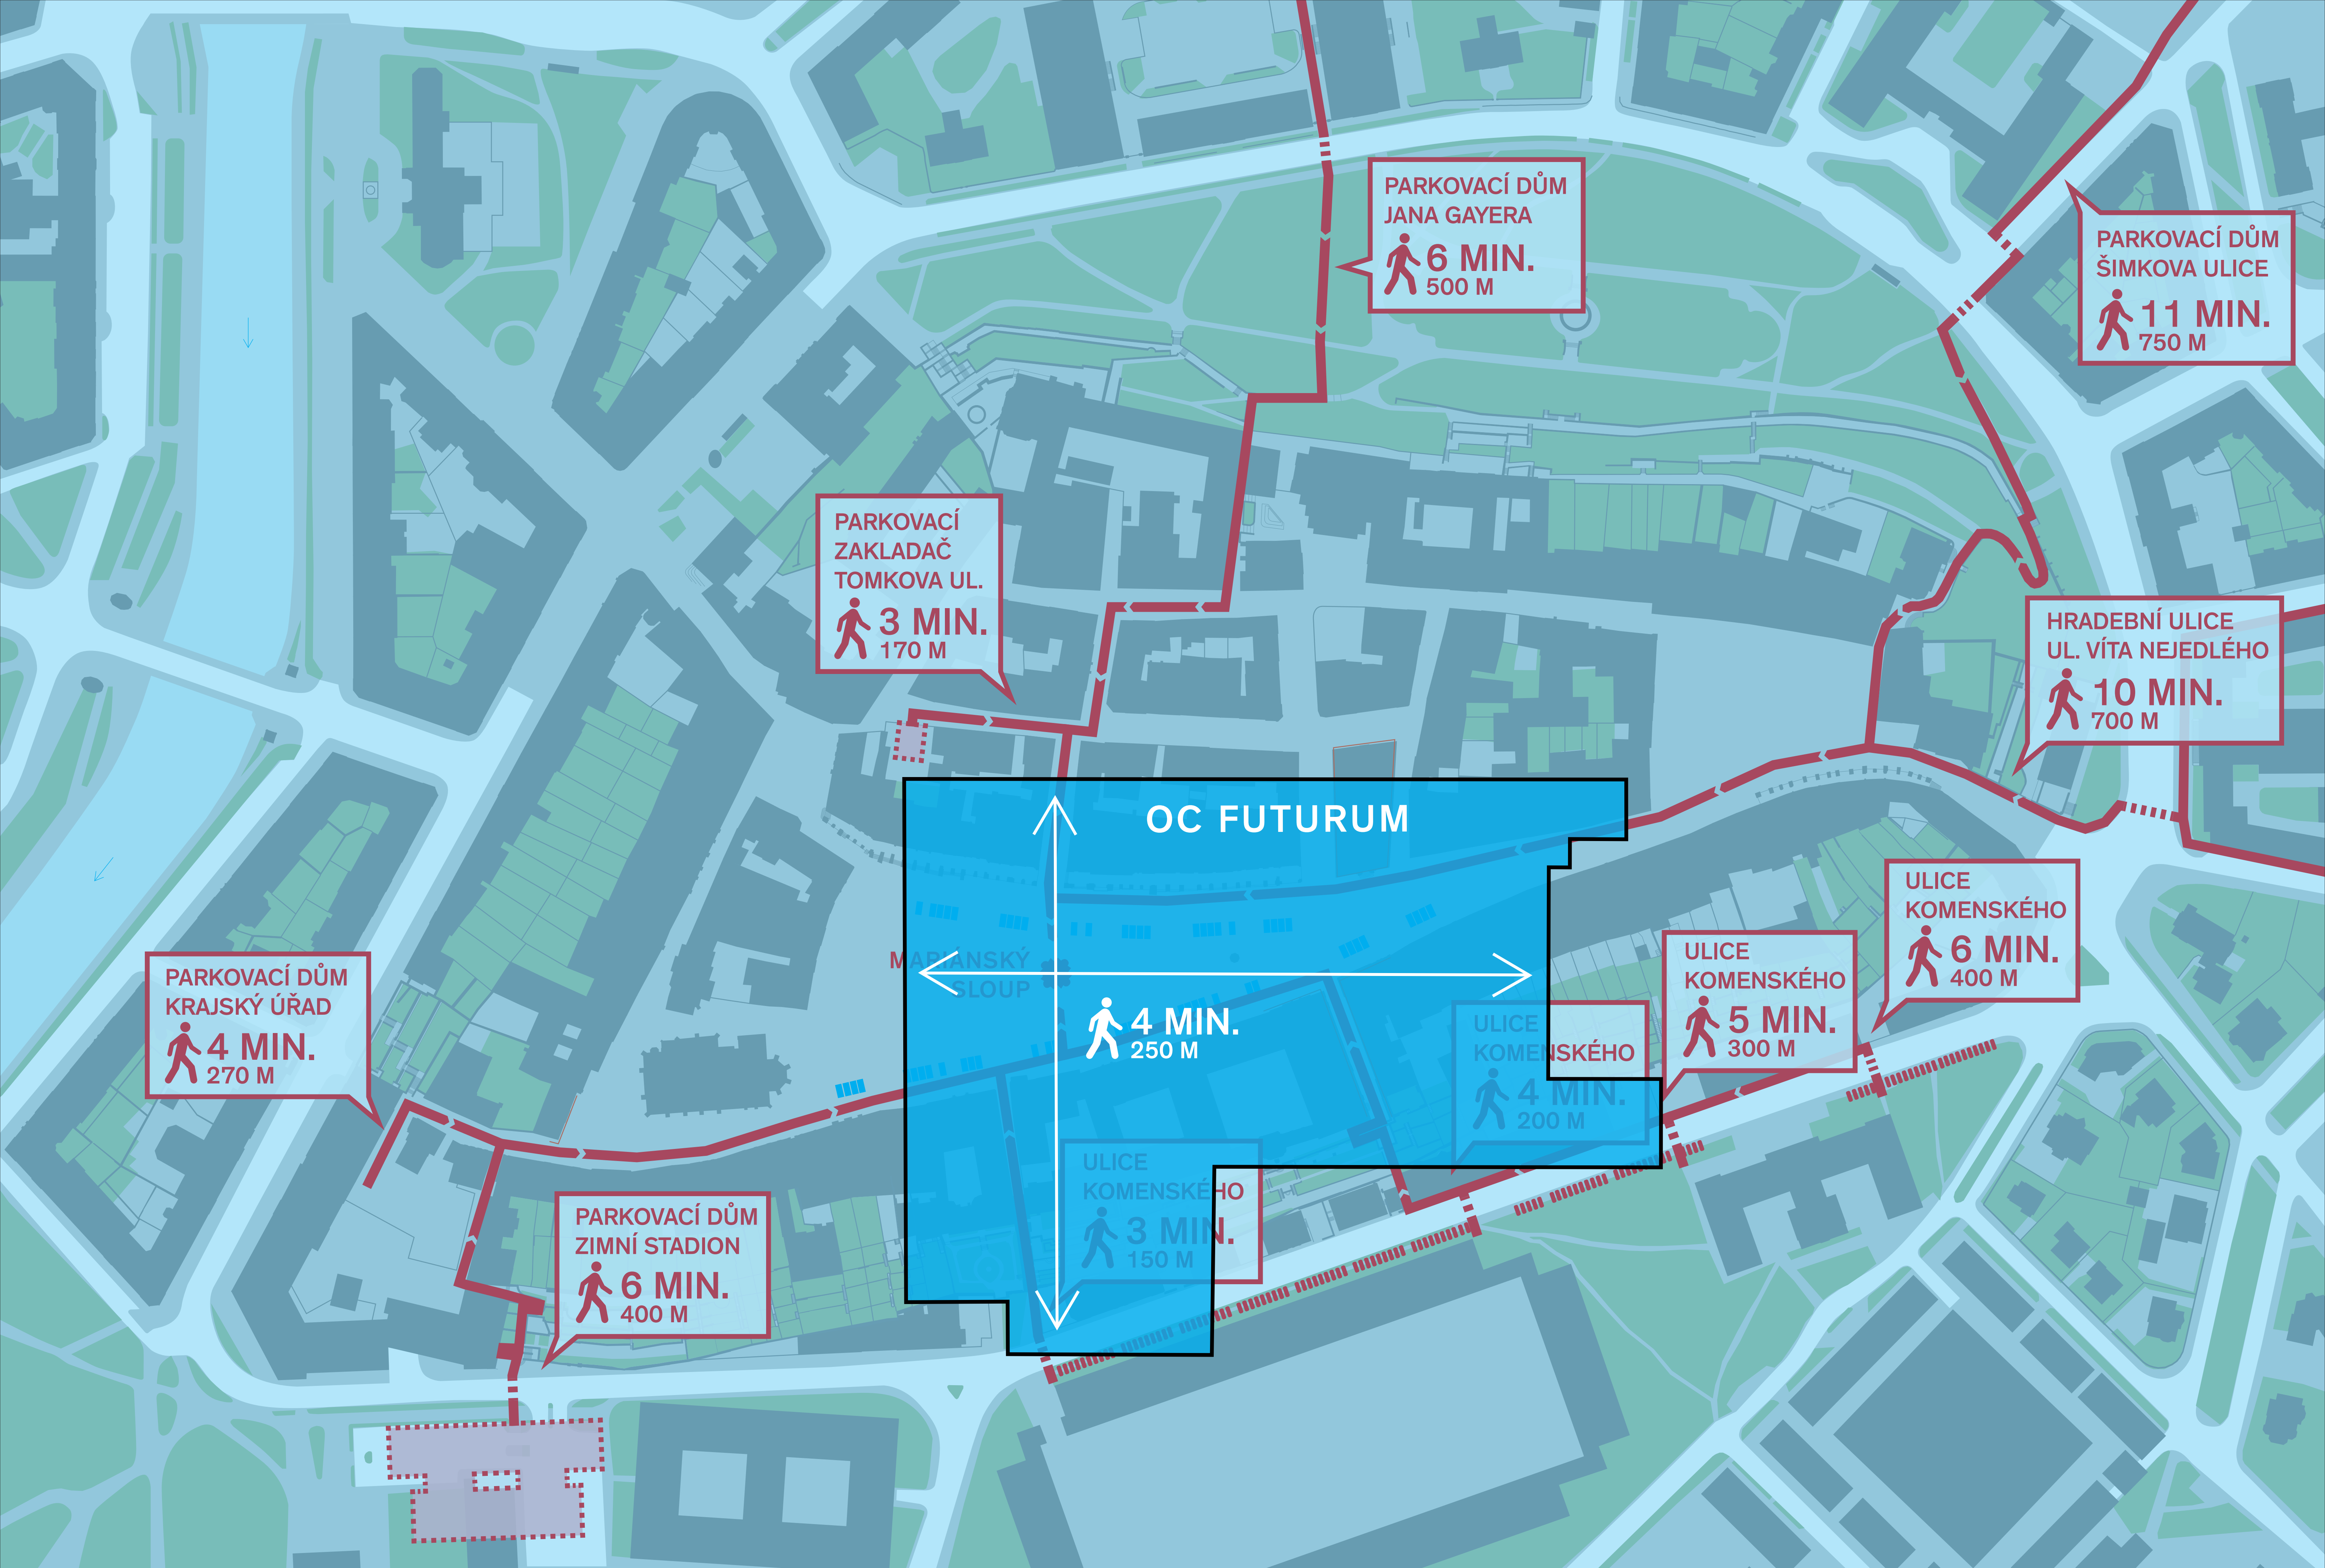 PARKOVACÍ DŮM
JANA GAYERA
6 MIN.
500 M
PARKOVACÍ DŮM
ŠIMKOVA ULICE
11 MIN.
750 M
PARKOVACÍ
ZAKLADAČ
TOMKOVA UL.
3 MIN.
170 M
HRADEBNÍ ULICE
UL. VÍTA NEJEDLÉHO
10 MIN.
700 M
OC FUTURUM
MARIÁNSKÝ
SLOUP
4 MIN.
250 M
ULICE
KOMENSKÉHO
6 MIN.
400 M
ULICE
KOMENSKÉHO
5 MIN.
300 M
ULICE
KOMENSKÉHO
4 MIN.
200 M
PARKOVACÍ DŮM
KRAJSKÝ ÚŘAD
4 MIN.
270 M
ULICE
KOMENSKÉHO
3 MIN.
150 M
PARKOVACÍ DŮM
ZIMNÍ STADION
6 MIN.
400 M